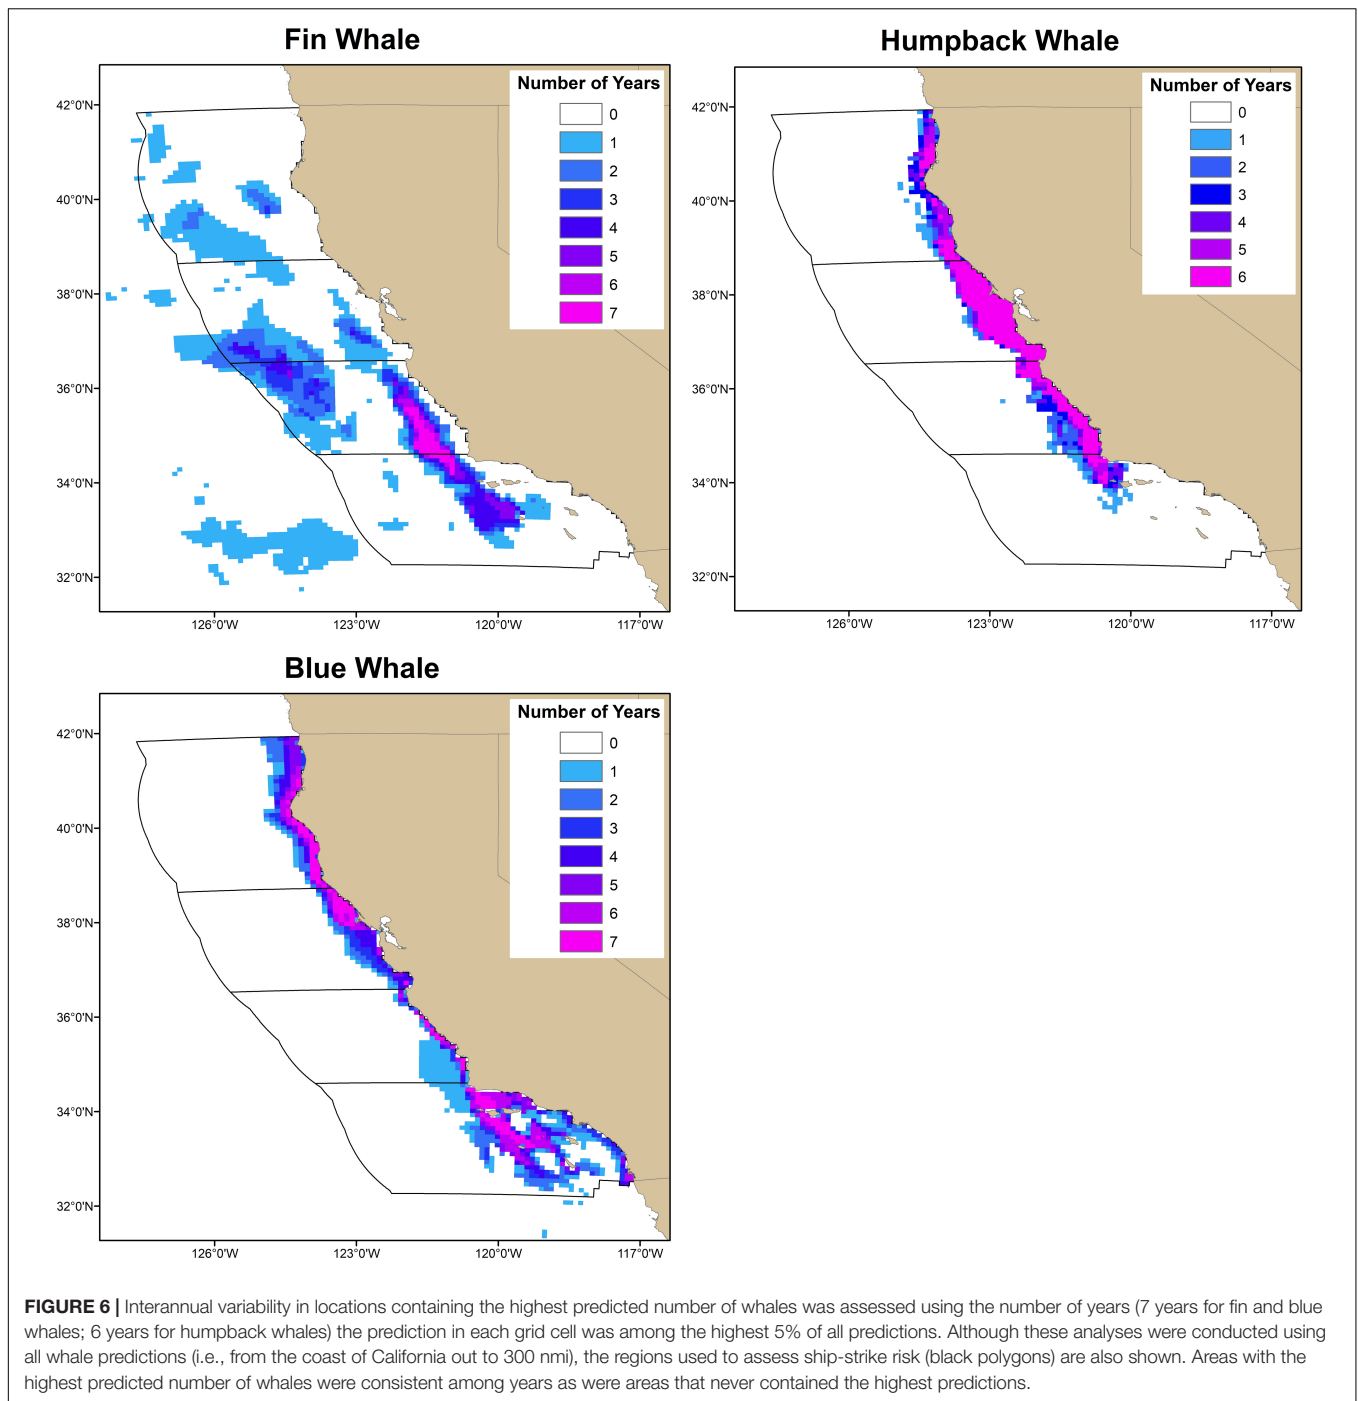 Fin Whale
Number of Years
0
1
2
3
4
5
6
7
42°0'N
40°0'N
38°0'N
36°0'N
34°0'N
32°0'N
126°0'W
123°0'W
120°0'W
117°0'W
Humpback Whale
Number of Years
0
1
2
3
4
5
6
42°0'N
40°0'N
38°0'N
36°0'N
34°0'N
32°0'N
126°0'W
123°0'W
120°0'W
117°0'W
Blue Whale
Number of Years
0
1
2
3
4
5
6
7
42°0'N
40°0'N
38°0'N
36°0'N
34°0'N
32°0'N
126°0'W
123°0'W
120°0'W
117°0'W
FIGURE 6 | Interannual variability in locations containing the highest predicted number of whales was assessed using the number of years (7 years for fin and blue
whales; 6 years for humpback whales) the prediction in each grid cell was among the highest 5% of all predictions. Although these analyses were conducted using
all whale predictions (i.e., from the coast of California out to 300 nmi), the regions used to assess ship-strike risk (black polygons) are also shown. Areas with the
highest predicted number of whales were consistent among years as were areas that never contained the highest predictions.